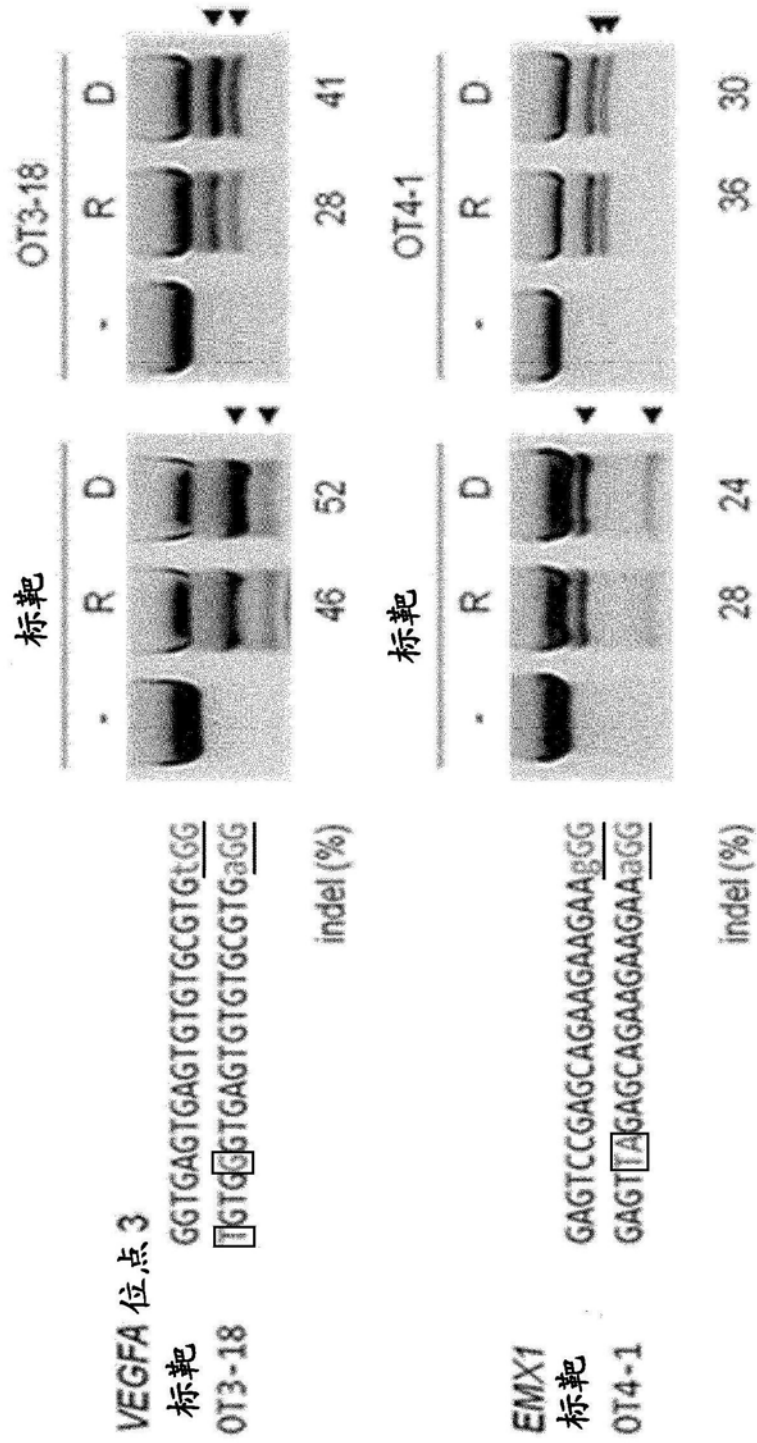 VEGFA 位点 3
标靶 GGTGAGTGAGTGTGTGCGTGtGG
OT3-18 TGTGGGTGAGTGTGTGCGTGaGG
indel (%)
标靶
- R D
46 52
OT3-18
- R D
28 41
EMX1
标靶 GAGTCCGAGCAGAAGAAGAAgGG
OT4-1 GAGTTAGAGCAGAAGAAGAAaGG
indel (%)
标靶
- R D
28 24
OT4-1
- R D
36 30